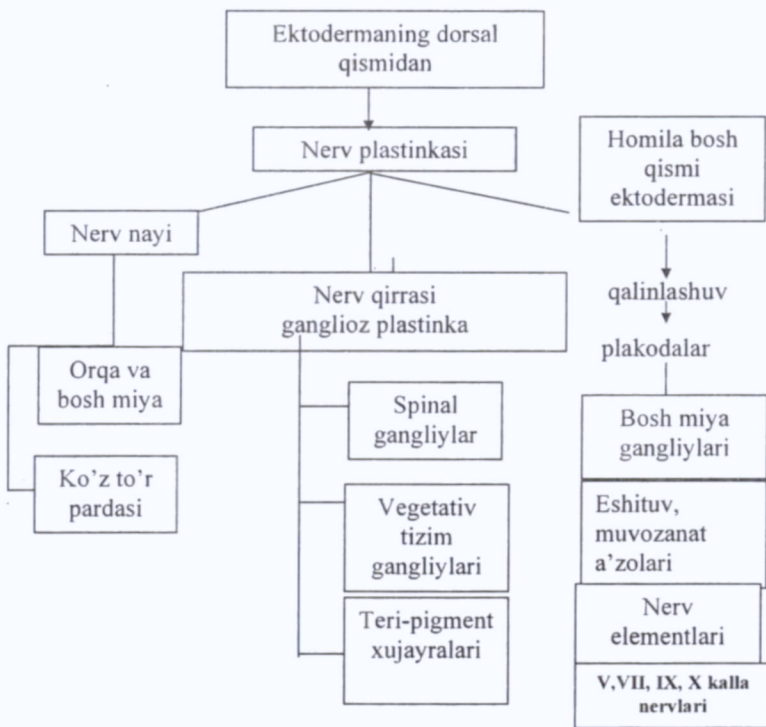 Ektodermaning dorsal
qismidan
Nerv plastinkasi
Homila bosh
qismi
ektodermasi
Nerv nayi
Nerv qirrasi
ganglioz plastinka
qalinlashuv
plakodalar
Orqa va
bosh miya
Ko'z to'r
pardasi
Spinal
gangliylar
Vegetativ
tizim
gangliylari
Teri-pigment
xujayralari
Bosh miya
gangliylari
Eshituv,
muvozanat
a'zolari
Nerv
elementlari
V,VII, IX, X kalla
nervlari